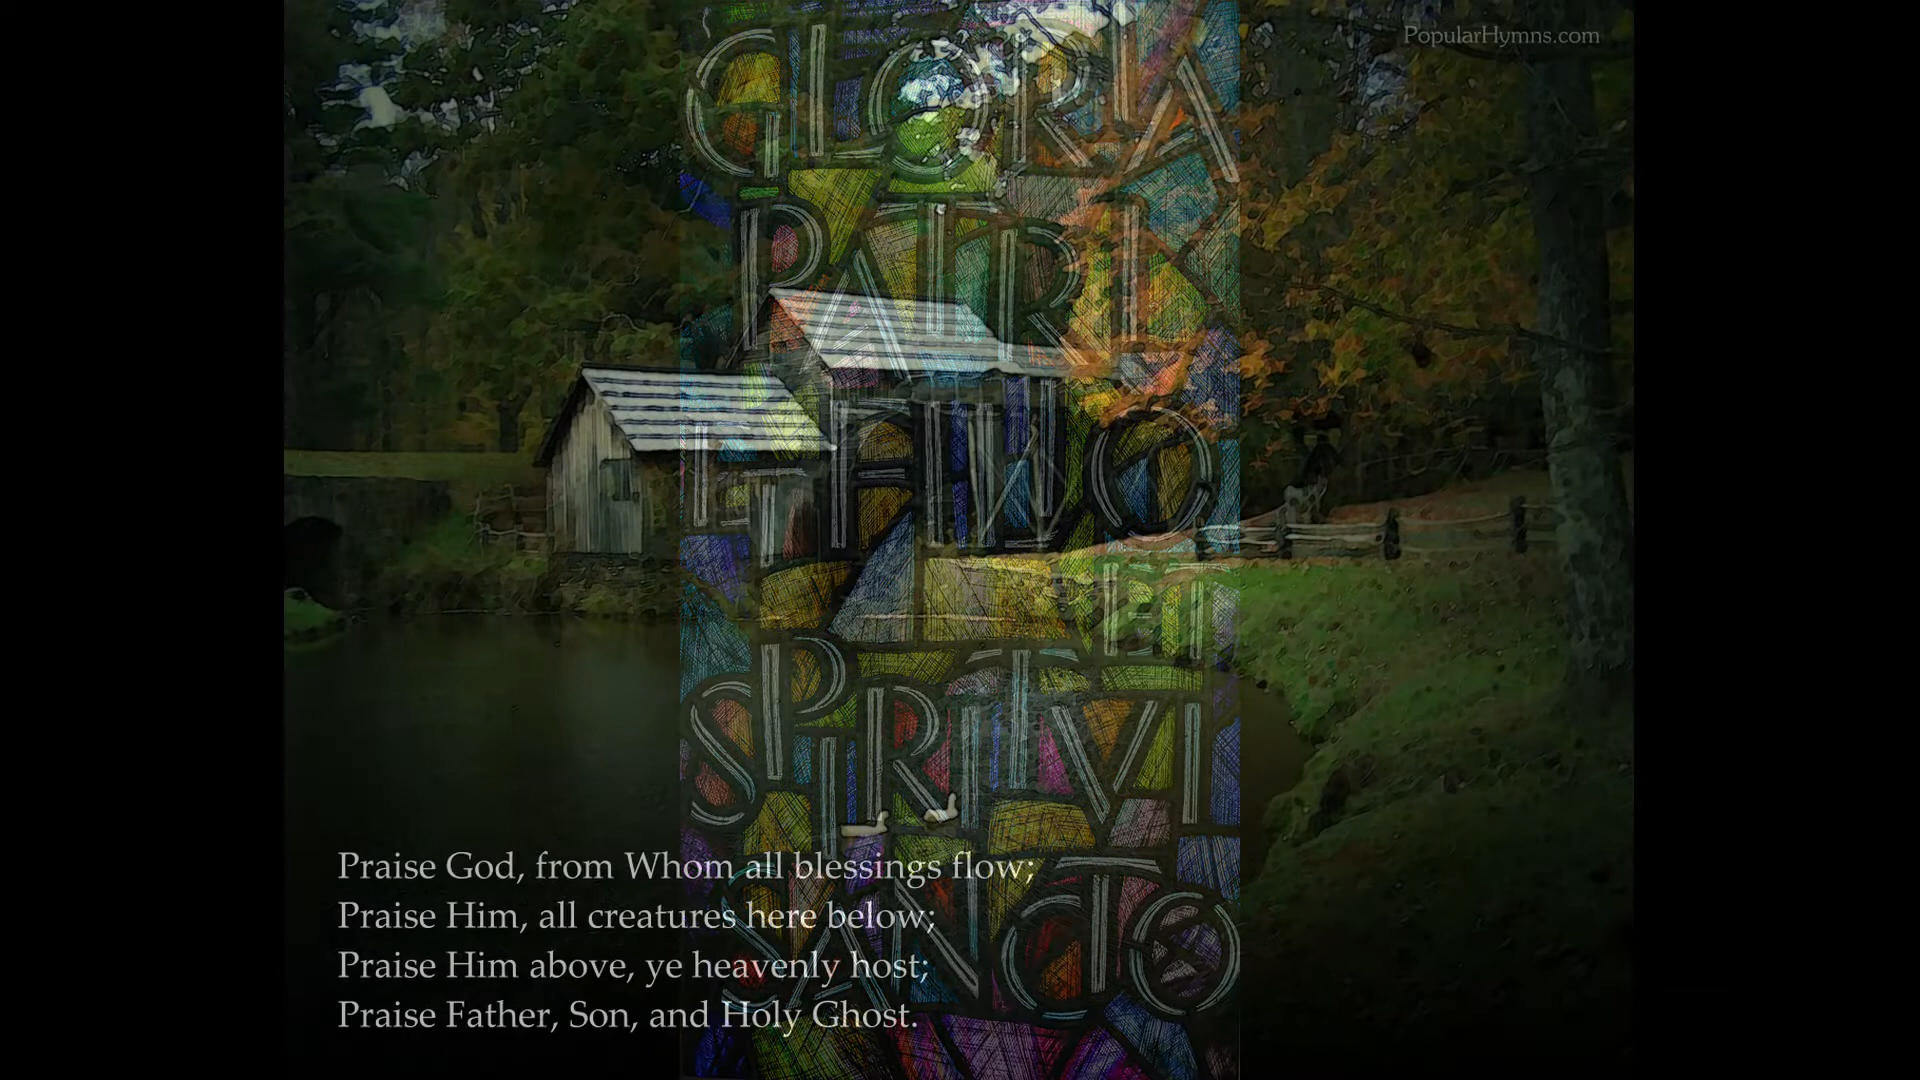 PopularHymns.com
GLORIA
PATRI
ET FILIO
ET
SPIRITVI
SANCTO
Praise God, from Whom all blessings flow;
Praise Him, all creatures here below;
Praise Him above, ye heavenly host;
Praise Father, Son, and Holy Ghost.